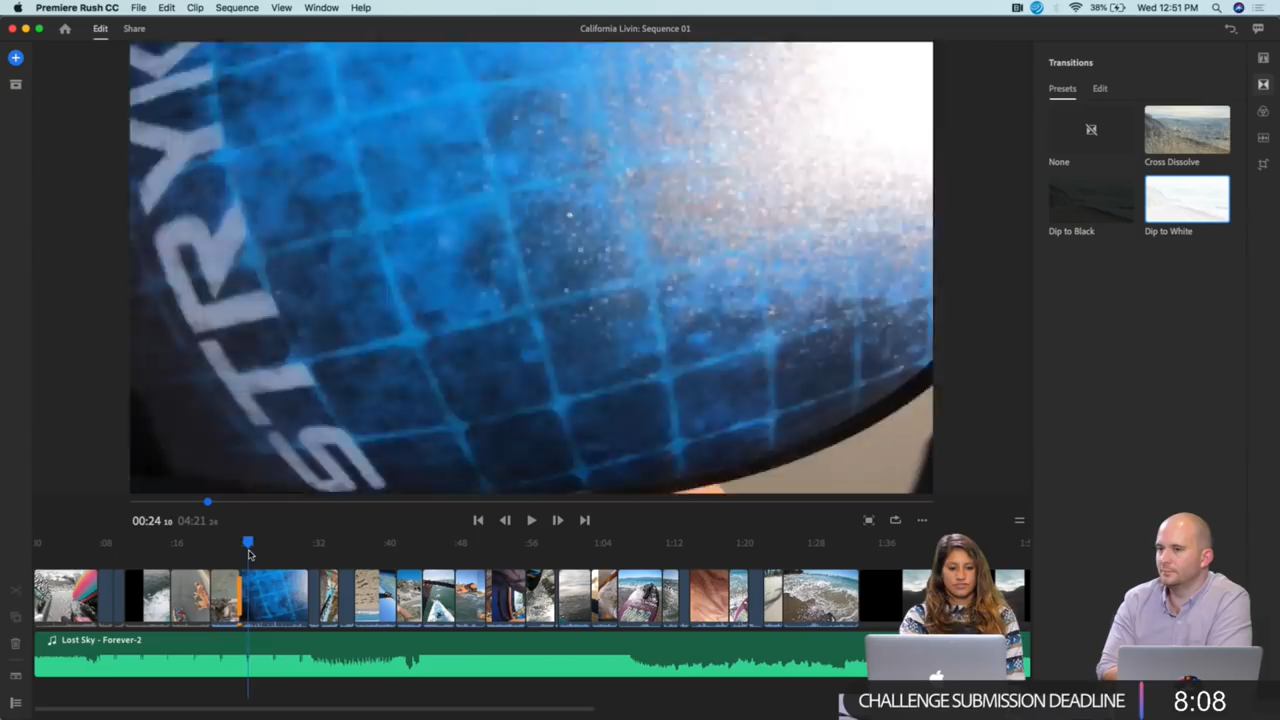 Premiere Rush CC File Edit Clip Sequence View Window Help
38% Wed 12:51 PM
Edit Share
California Livin: Sequence 01
STRYK
Transitions
Presets Edit
None
Cross Dissolve
Dip to Black
Dip to White
00:24 10 04:21 24
:08 :16 :32 :40 :48 :56 1:04 1:12 1:20 1:28 1:36
Lost Sky - Forever-2
CHALLENGE SUBMISSION DEADLINE
8:08